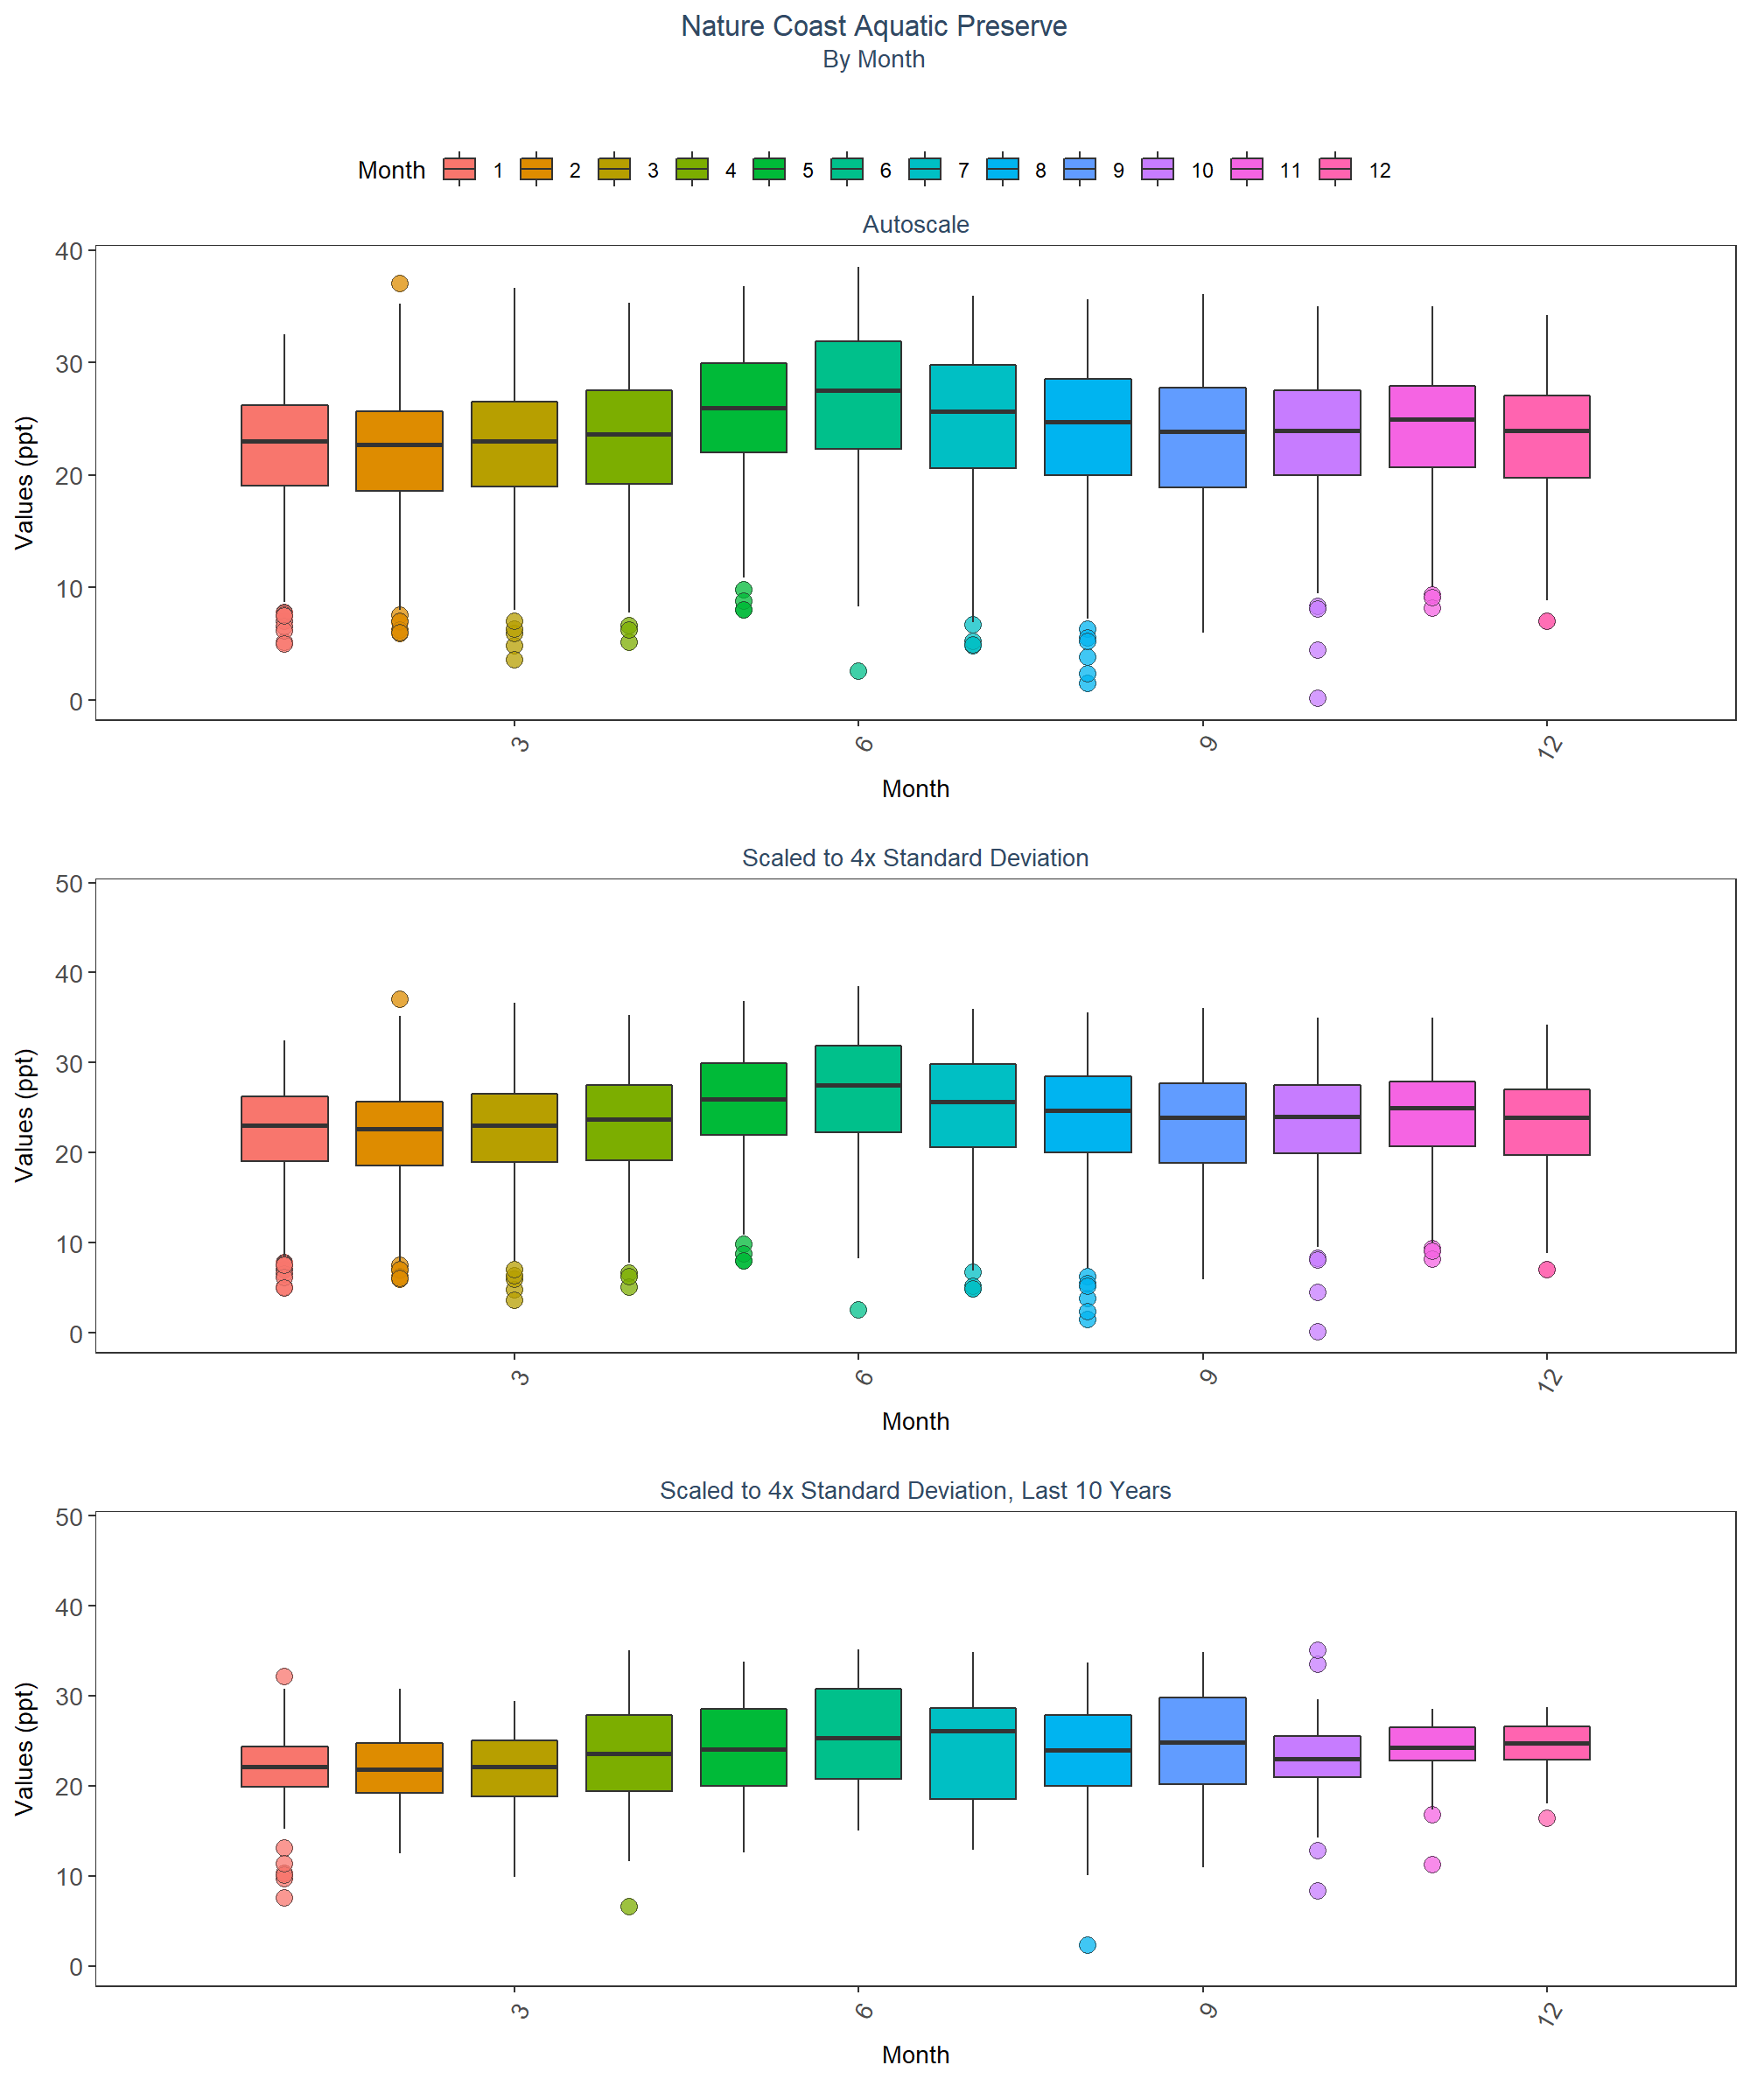 Nature Coast Aquatic Preserve
By Month
Month 1 2 3 4 5 6 7 8 9 10 11 12
Autoscale
40
30
20
10
0
Values (ppt)
3 6 9 12
Month
Scaled to 4x Standard Deviation
50
40
30
20
10
0
Values (ppt)
3 6 9 12
Month
Scaled to 4x Standard Deviation, Last 10 Years
50
40
30
20
10
0
Values (ppt)
3 6 9 12
Month